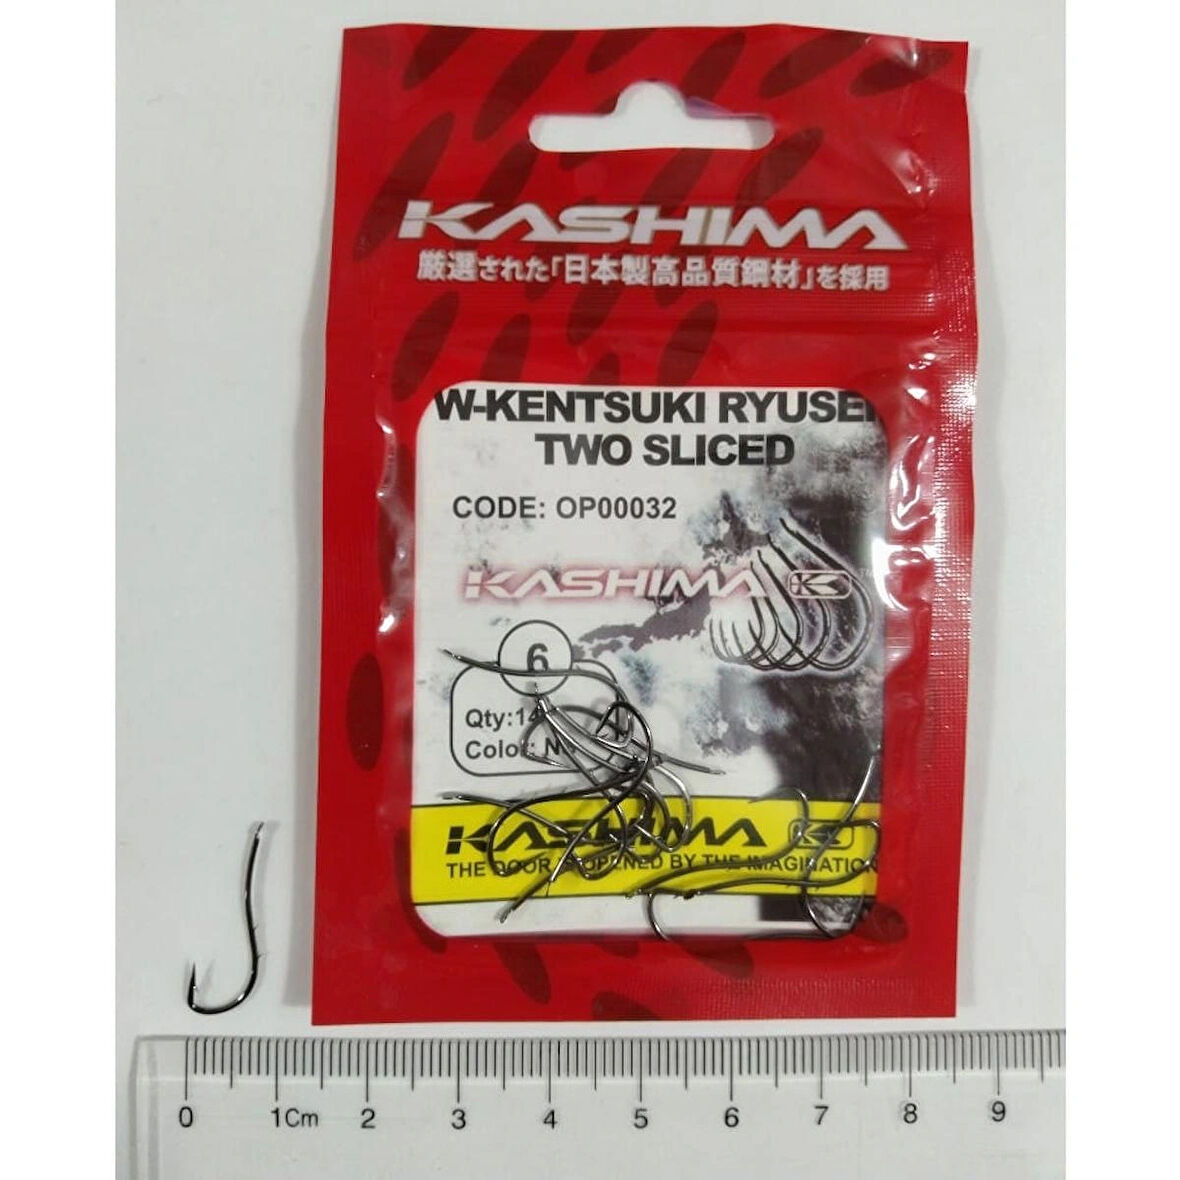 KASHIMA
厳選された「日本製高品質鋼材」を採用
W-KENTSUKI RYUSE
TWO SLICED
CODE: OP00032
KASHIMA K TM
6
Qty:14
Color: N
KASHIMA K
THE DOOR OPENED BY THE IMAGINATION
0 1Cm 2 3 4 5 6 7 8 9